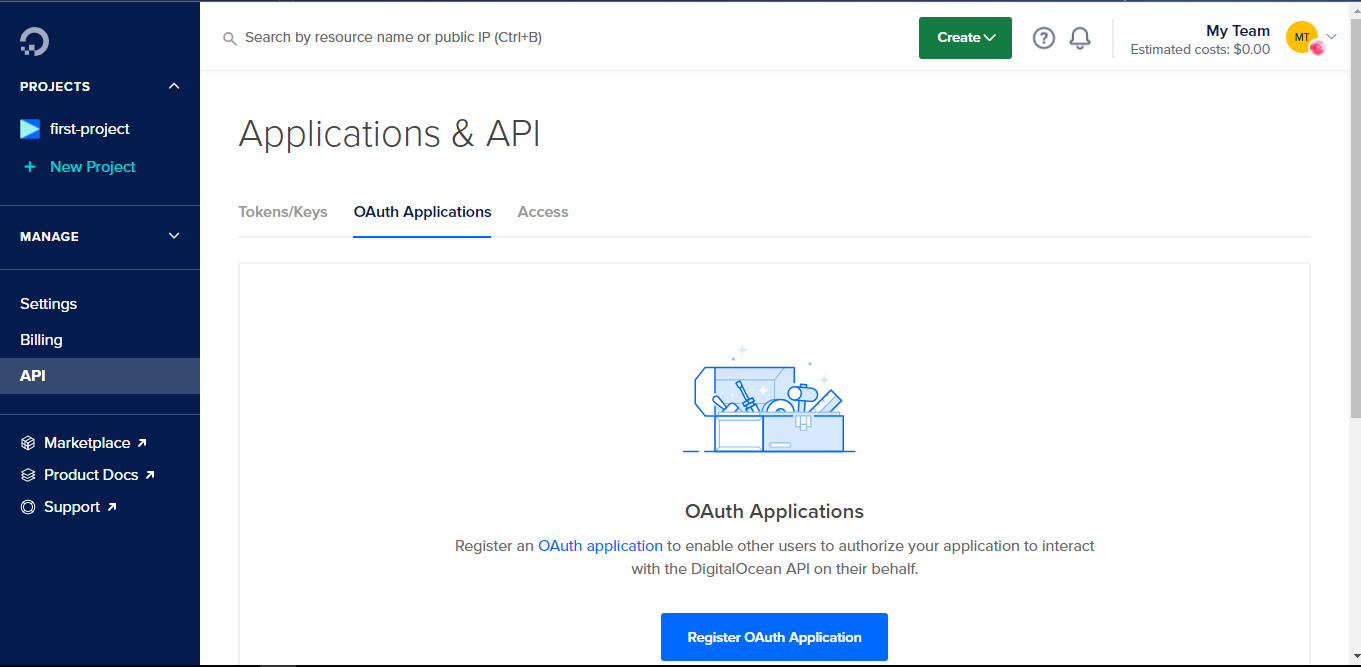 Search by resource name or public IP (Ctrl+B)
Create
My Team
Estimated costs: $0.00
MT
PROJECTS
first-project
+ New Project
MANAGE
Settings
Billing
API
Marketplace
Product Docs
Support
Applications & API
Tokens/Keys OAuth Applications Access
OAuth Applications
Register an OAuth application to enable other users to authorize your application to interact
with the DigitalOcean API on their behalf.
Register OAuth Application